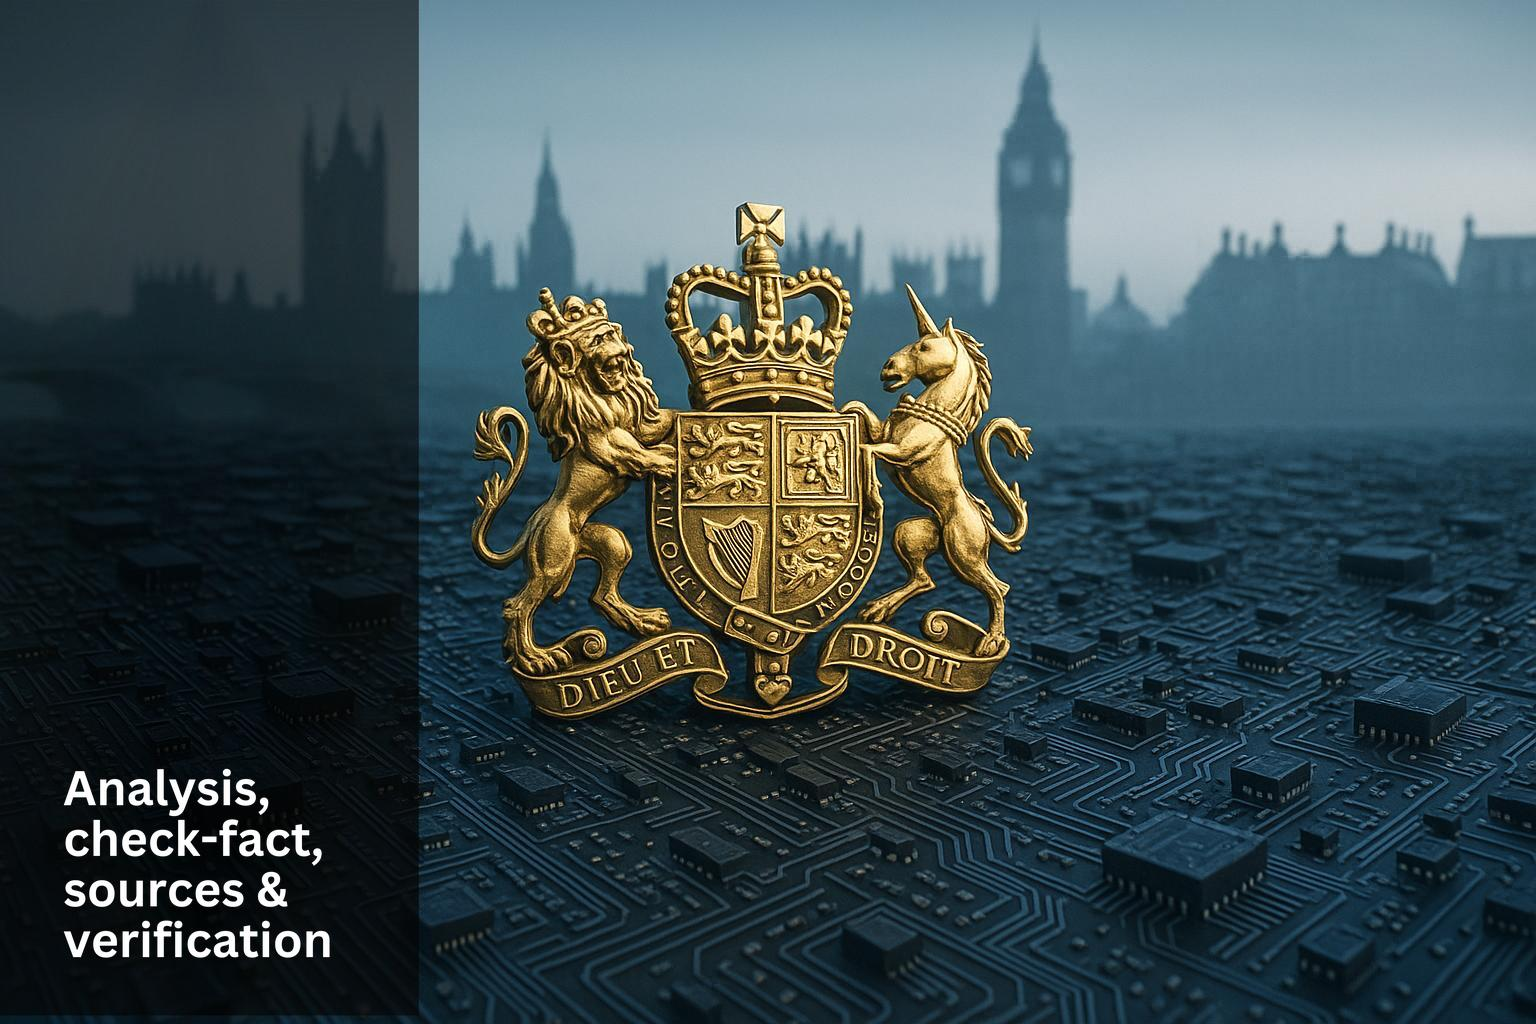 DIEU ET
DROIT
Analysis,
check-fact,
sources &
verification